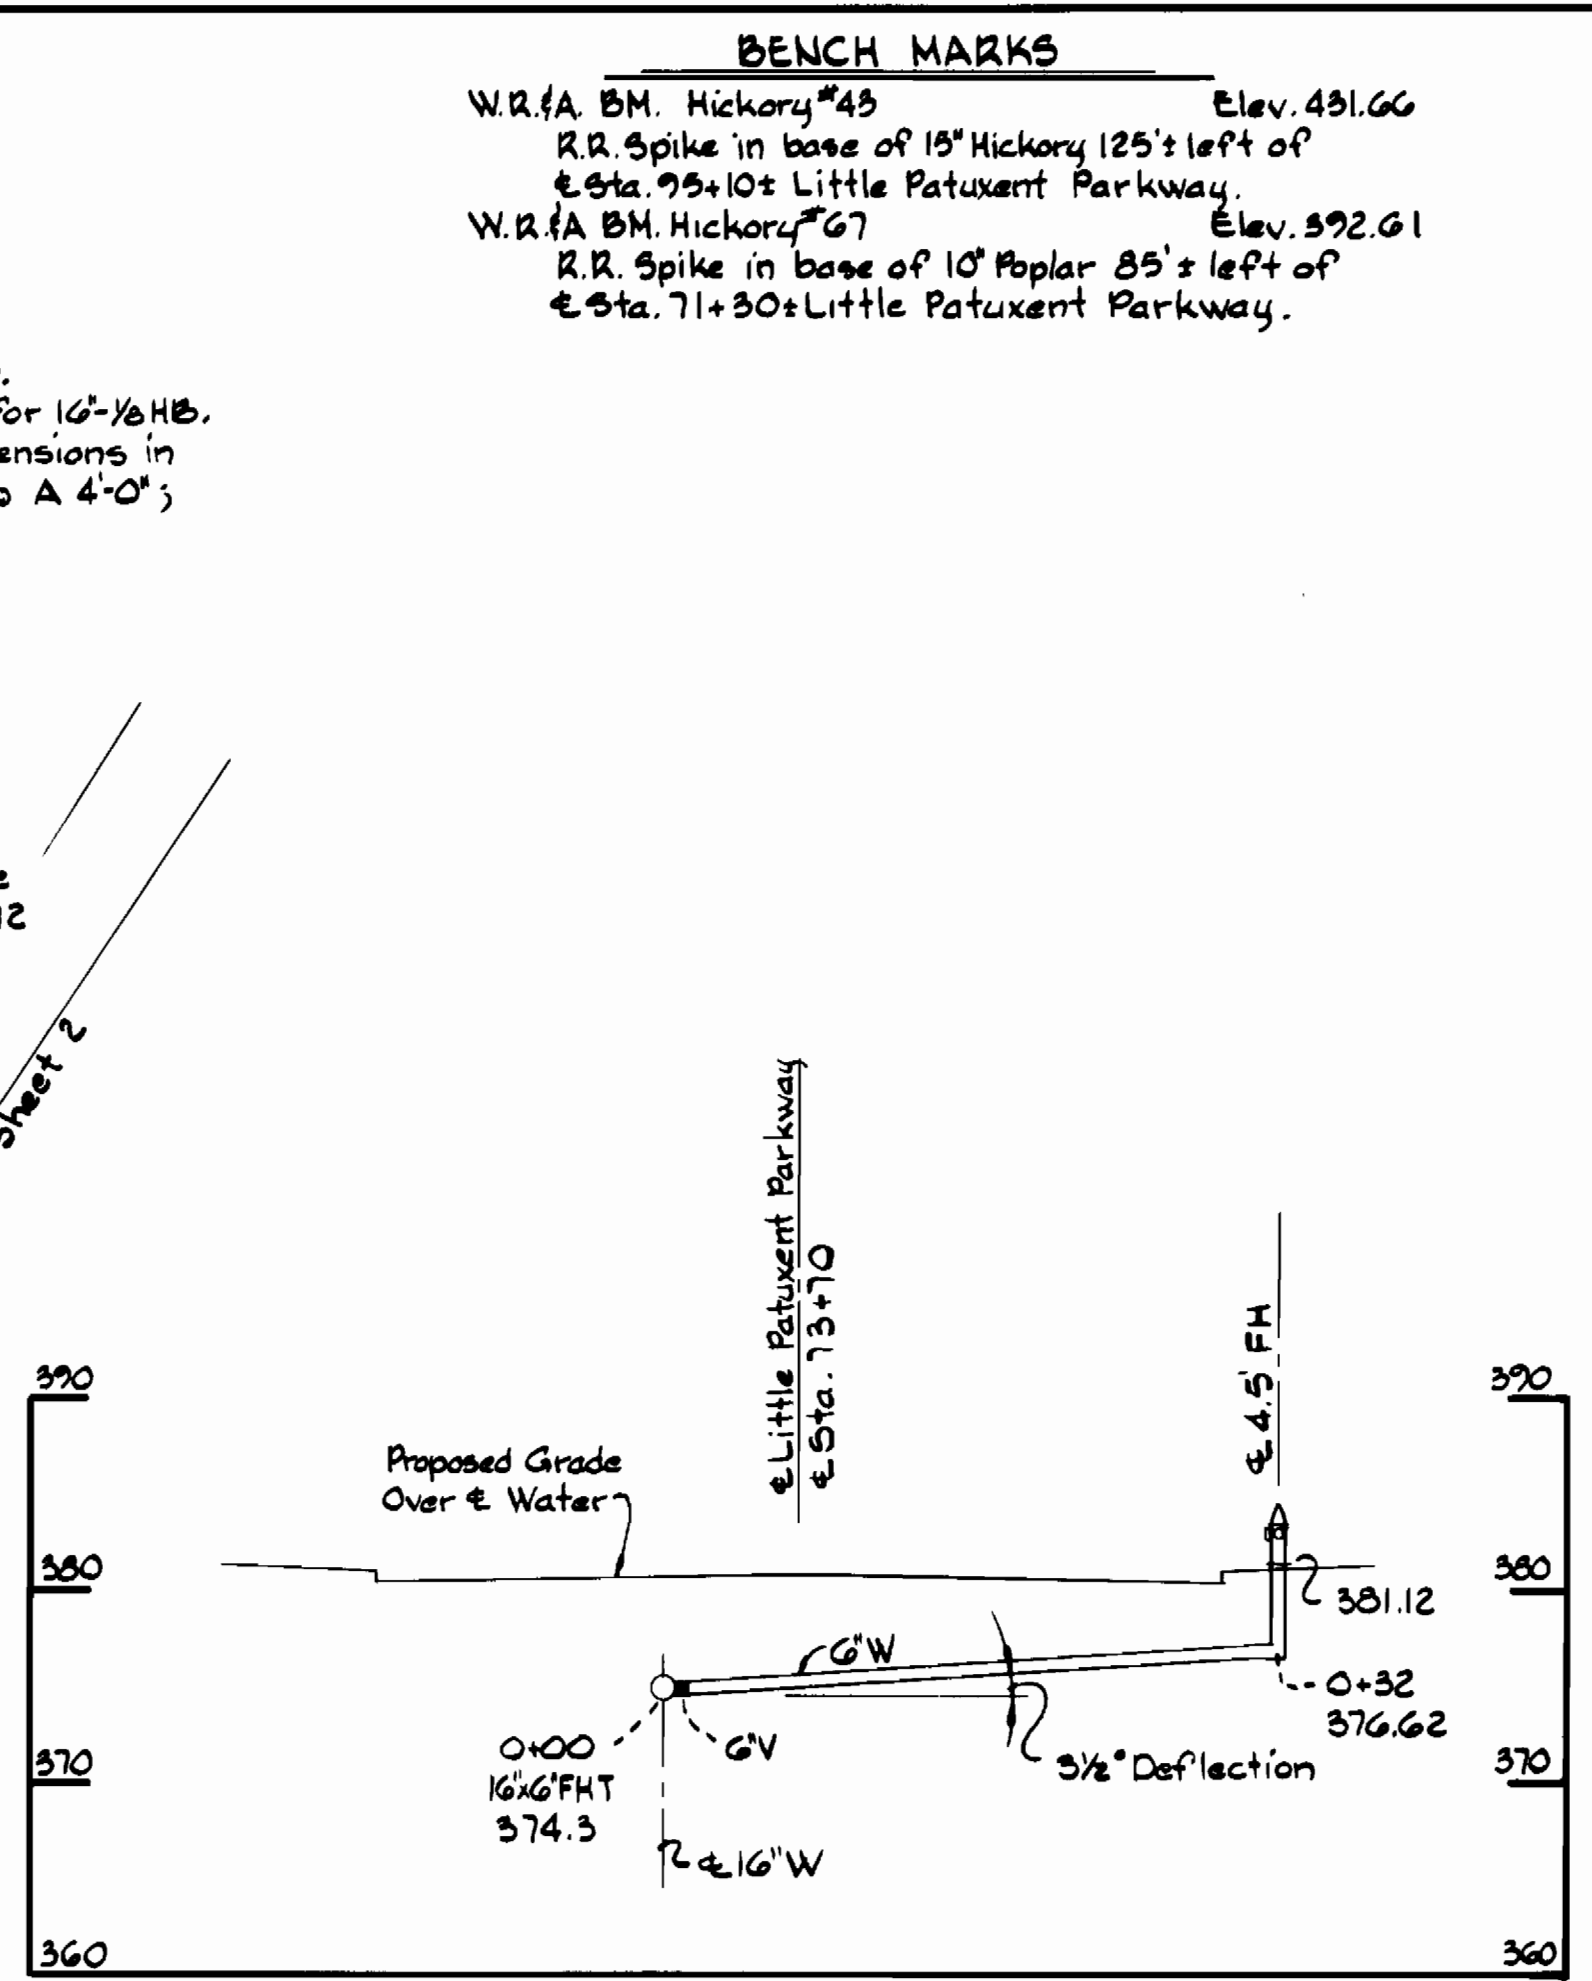 BENCH MARKS
W.R.&A. BM. Hickory #43 Elev. 431.66
R.R. Spike in base of 15" Hickory 125'± left of
℄ Sta. 95+10± Little Patuxent Parkway.
W.R.&A BM. Hickory #67 Elev. 392.61
R.R. Spike in base of 10" Poplar 85'± left of
℄ Sta. 71+30± Little Patuxent Parkway.
for 16"-1/8 HB.
ensions in
A 4'-0";
12
Sheet 2
℄ Little Patuxent Parkway
℄ Sta. 73+70
℄ 4.5' FH
390
390
Proposed Grade
Over ℄ Water
380
380
381.12
6"W
0+32
376.62
0+00
16"x6"FHT
374.3
6"V
3½° Deflection
370
370
℄ 16"W
360
360